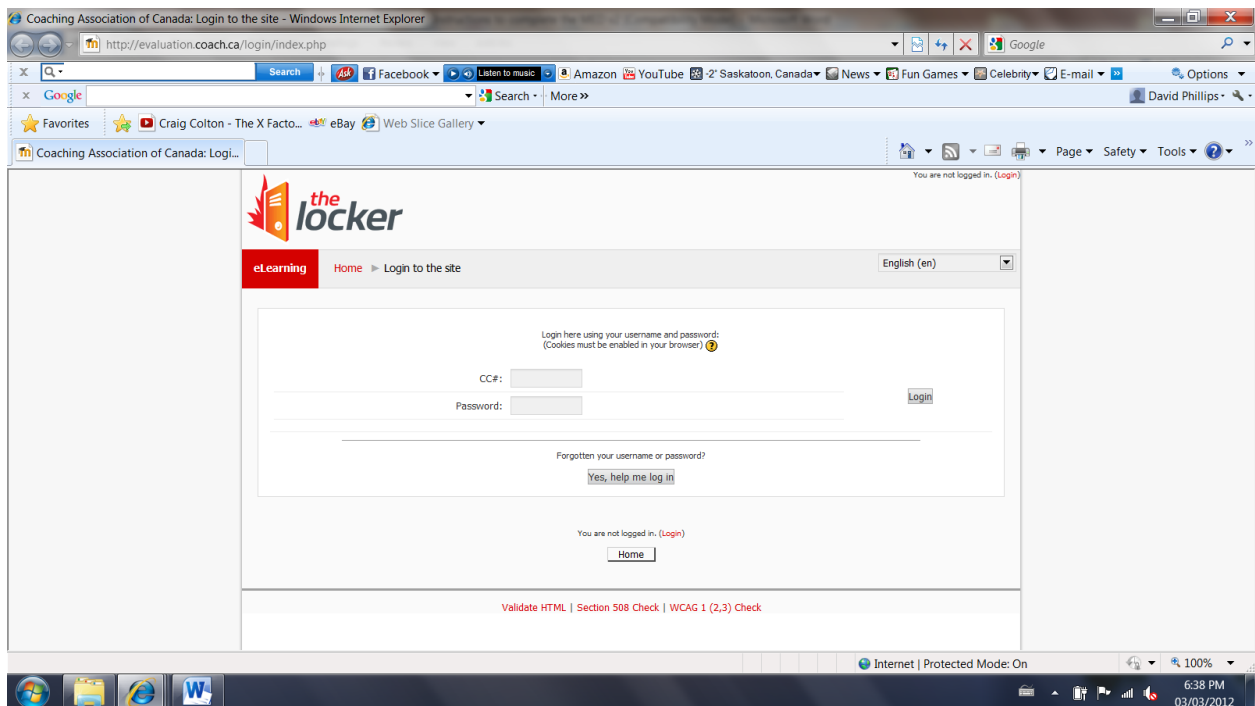 Coaching Association of Canada: Login to the site - Windows Internet Explorer
http://evaluation.coach.ca/login/index.php
Google
X Search Ask Facebook Listen to music Amazon YouTube -2° Saskatoon, Canada News Fun Games Celebrity E-mail » Options
x Google Search More » David Phillips
Favorites Craig Colton - The X Facto... eBay Web Slice Gallery
Coaching Association of Canada: Logi... Page Safety Tools »
You are not logged in. (Login)
the
locker
eLearning Home ► Login to the site English (en)
Login here using your username and password:
(Cookies must be enabled in your browser) ?
CC#:
Login
Password:
Forgotten your username or password?
Yes, help me log in
You are not logged in. (Login)
Home
Validate HTML | Section 508 Check | WCAG 1 (2,3) Check
Internet | Protected Mode: On 100%
6:38 PM
03/03/2012